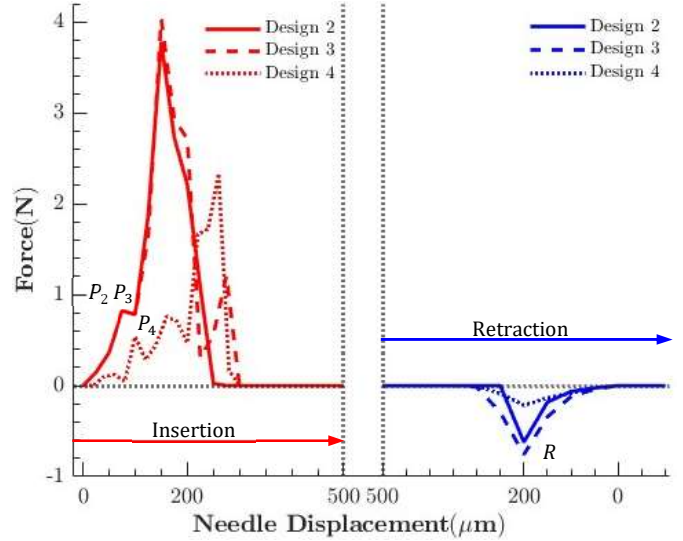 Design 2
Design 3
Design 4
Design 2
Design 3
Design 4
4
3
2
1
0
-1
Force(N)
P2 P3
P4
Insertion
Retraction
R
0 200 500 500 200 0
Needle Displacement(μm)